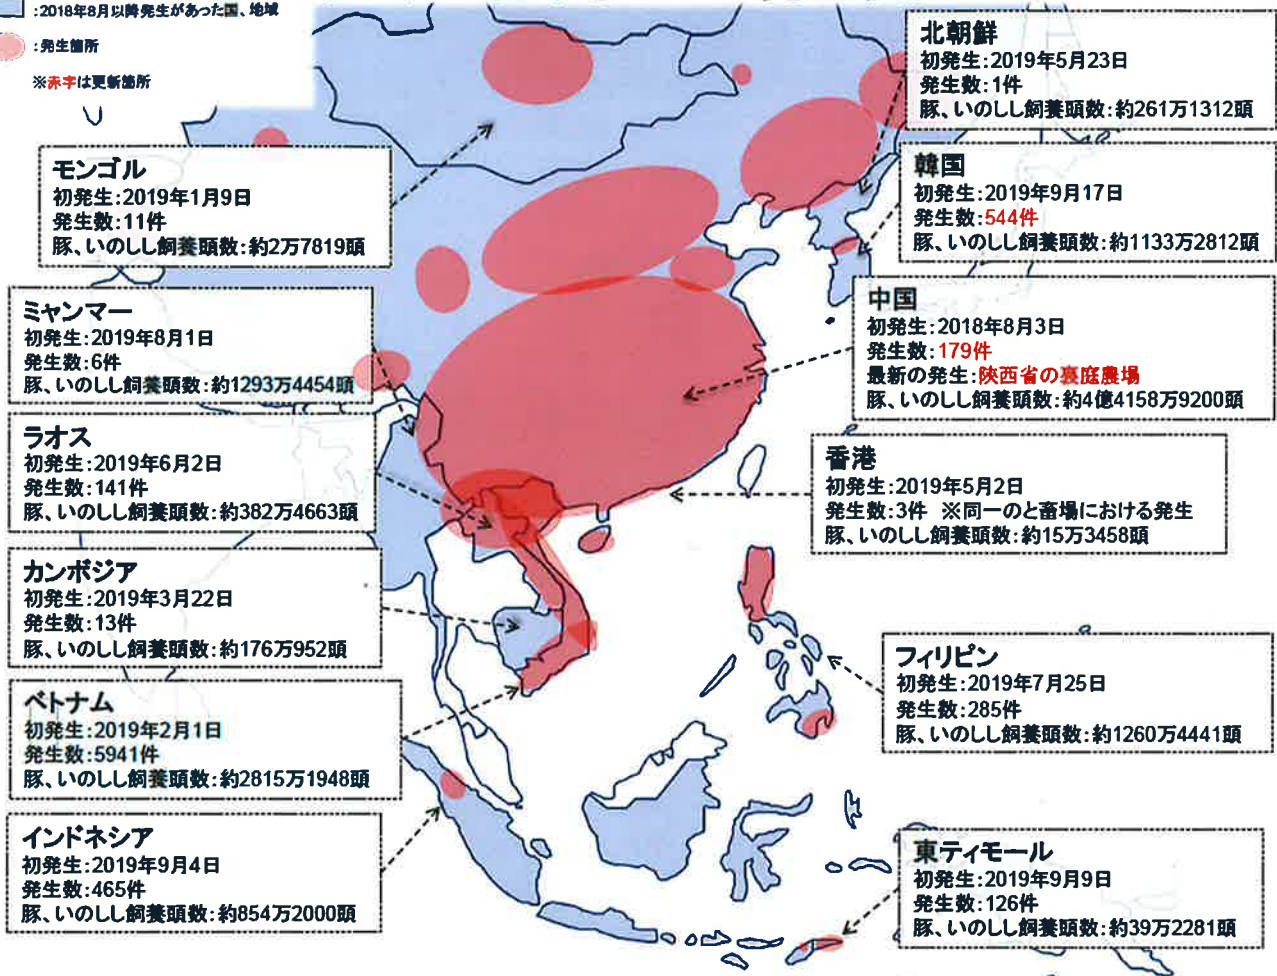 :2018年8月以降発生があった国、地域
:発生箇所
※赤字は更新箇所
北朝鮮
初発生:2019年5月23日
発生数:1件
豚、いのしし飼養頭数:約261万1312頭
モンゴル
初発生:2019年1月9日
発生数:11件
豚、いのしし飼養頭数:約2万7819頭
韓国
初発生:2019年9月17日
発生数:544件
豚、いのしし飼養頭数:約1133万2812頭
ミャンマー
初発生:2019年8月1日
発生数:6件
豚、いのしし飼養頭数:約1293万4454頭
中国
初発生:2018年8月3日
発生数:179件
最新の発生:陝西省の裏庭農場
豚、いのしし飼養頭数:約4億4158万9200頭
ラオス
初発生:2019年6月2日
発生数:141件
豚、いのしし飼養頭数:約382万4663頭
香港
初発生:2019年5月2日
発生数:3件 ※同一のと畜場における発生
豚、いのしし飼養頭数:約15万3458頭
カンボジア
初発生:2019年3月22日
発生数:13件
豚、いのしし飼養頭数:約176万952頭
フィリピン
初発生:2019年7月25日
発生数:285件
豚、いのしし飼養頭数:約1260万4441頭
ベトナム
初発生:2019年2月1日
発生数:5941件
豚、いのしし飼養頭数:約2815万1948頭
インドネシア
初発生:2019年9月4日
発生数:465件
豚、いのしし飼養頭数:約854万2000頭
東ティモール
初発生:2019年9月9日
発生数:126件
豚、いのしし飼養頭数:約39万2281頭